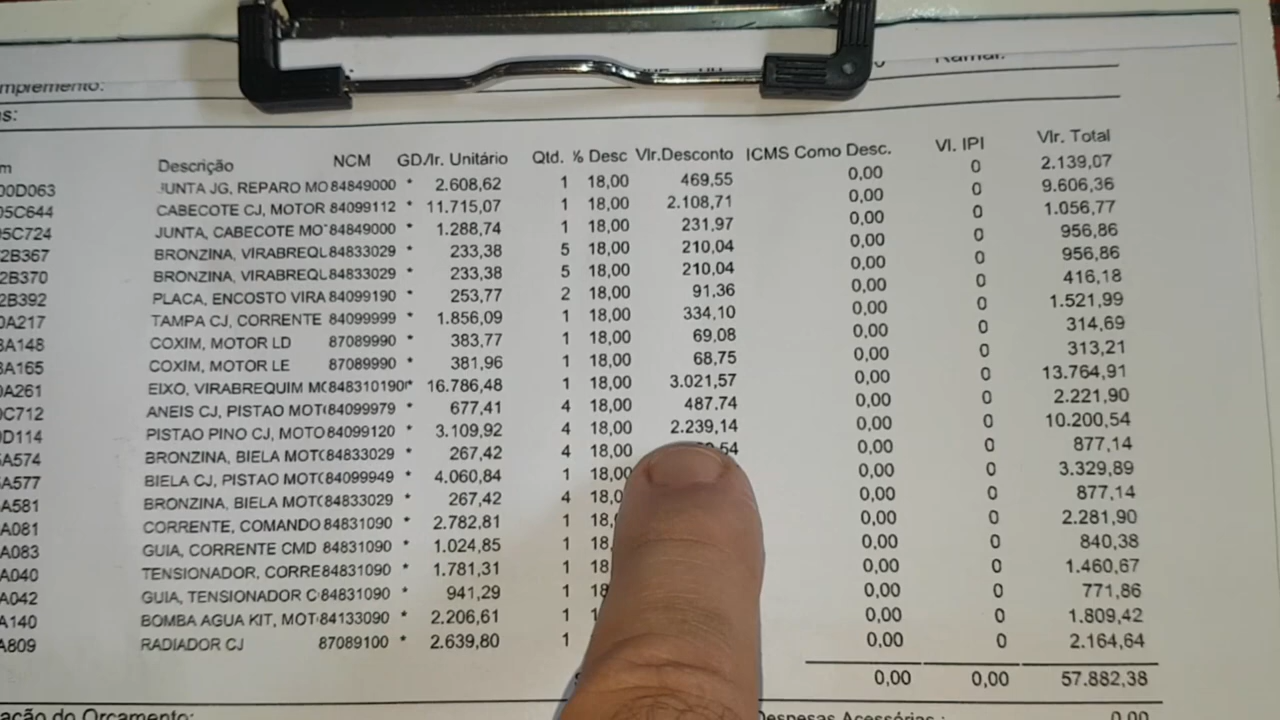 mplemento:
Ramal:
s:
m Descrição NCM GD/Ir. Unitário Qtd. % Desc Vlr.Desconto ICMS Como Desc. Vl. IPI Vlr. Total
00D063 JUNTA JG, REPARO MO 84849000 * 2.608,62 1 18,00 469,55 0,00 0 2.139,07
05C644 CABECOTE CJ, MOTOR 84099112 * 11.715,07 1 18,00 2.108,71 0,00 0 9.606,36
05C724 JUNTA, CABECOTE MO 84849000 * 1.288,74 1 18,00 231,97 0,00 0 1.056,77
2B367 BRONZINA, VIRABREQU 84833029 * 233,38 5 18,00 210,04 0,00 0 956,86
2B370 BRONZINA, VIRABREQU 84833029 * 233,38 5 18,00 210,04 0,00 0 956,86
2B392 PLACA, ENCOSTO VIRA 84099190 * 253,77 2 18,00 91,36 0,00 0 416,18
0A217 TAMPA CJ, CORRENTE 84099999 * 1.856,09 1 18,00 334,10 0,00 0 1.521,99
8A148 COXIM, MOTOR LD 87089990 * 383,77 1 18,00 69,08 0,00 0 314,69
8A165 COXIM, MOTOR LE 87089990 * 381,96 1 18,00 68,75 0,00 0 313,21
0A261 EIXO, VIRABREQUIM M 848310190 * 16.786,48 1 18,00 3.021,57 0,00 0 13.764,91
0C712 ANEIS CJ, PISTAO MOT 84099979 * 677,41 4 18,00 487,74 0,00 0 2.221,90
0D114 PISTAO PINO CJ, MOTO 84099120 * 3.109,92 4 18,00 2.239,14 0,00 0 10.200,54
A574 BRONZINA, BIELA MOT 84833029 * 267,42 4 18,00 54 0,00 0 877,14
A577 BIELA CJ, PISTAO MOT 84099949 * 4.060,84 1 18,00 0,00 0 3.329,89
A581 BRONZINA, BIELA MOT 84833029 * 267,42 4 18,0 0,00 0 877,14
A081 CORRENTE, COMANDO 84831090 * 2.782,81 1 18, 0,00 0 2.281,90
A083 GUIA, CORRENTE CMD 84831090 * 1.024,85 1 18, 0,00 0 840,38
A040 TENSIONADOR, CORRE 84831090 * 1.781,31 1 18 0,00 0 1.460,67
A042 GUIA, TENSIONADOR C 84831090 * 941,29 1 18 0,00 0 771,86
A140 BOMBA AGUA KIT, MOT 84133090 * 2.206,61 1 1 0,00 0 1.809,42
A809 RADIADOR CJ 87089100 * 2.639,80 1 0,00 0 2.164,64
0,00 0,00 57.882,38
ação do Orçamento: Despesas Acessórias : 0,00